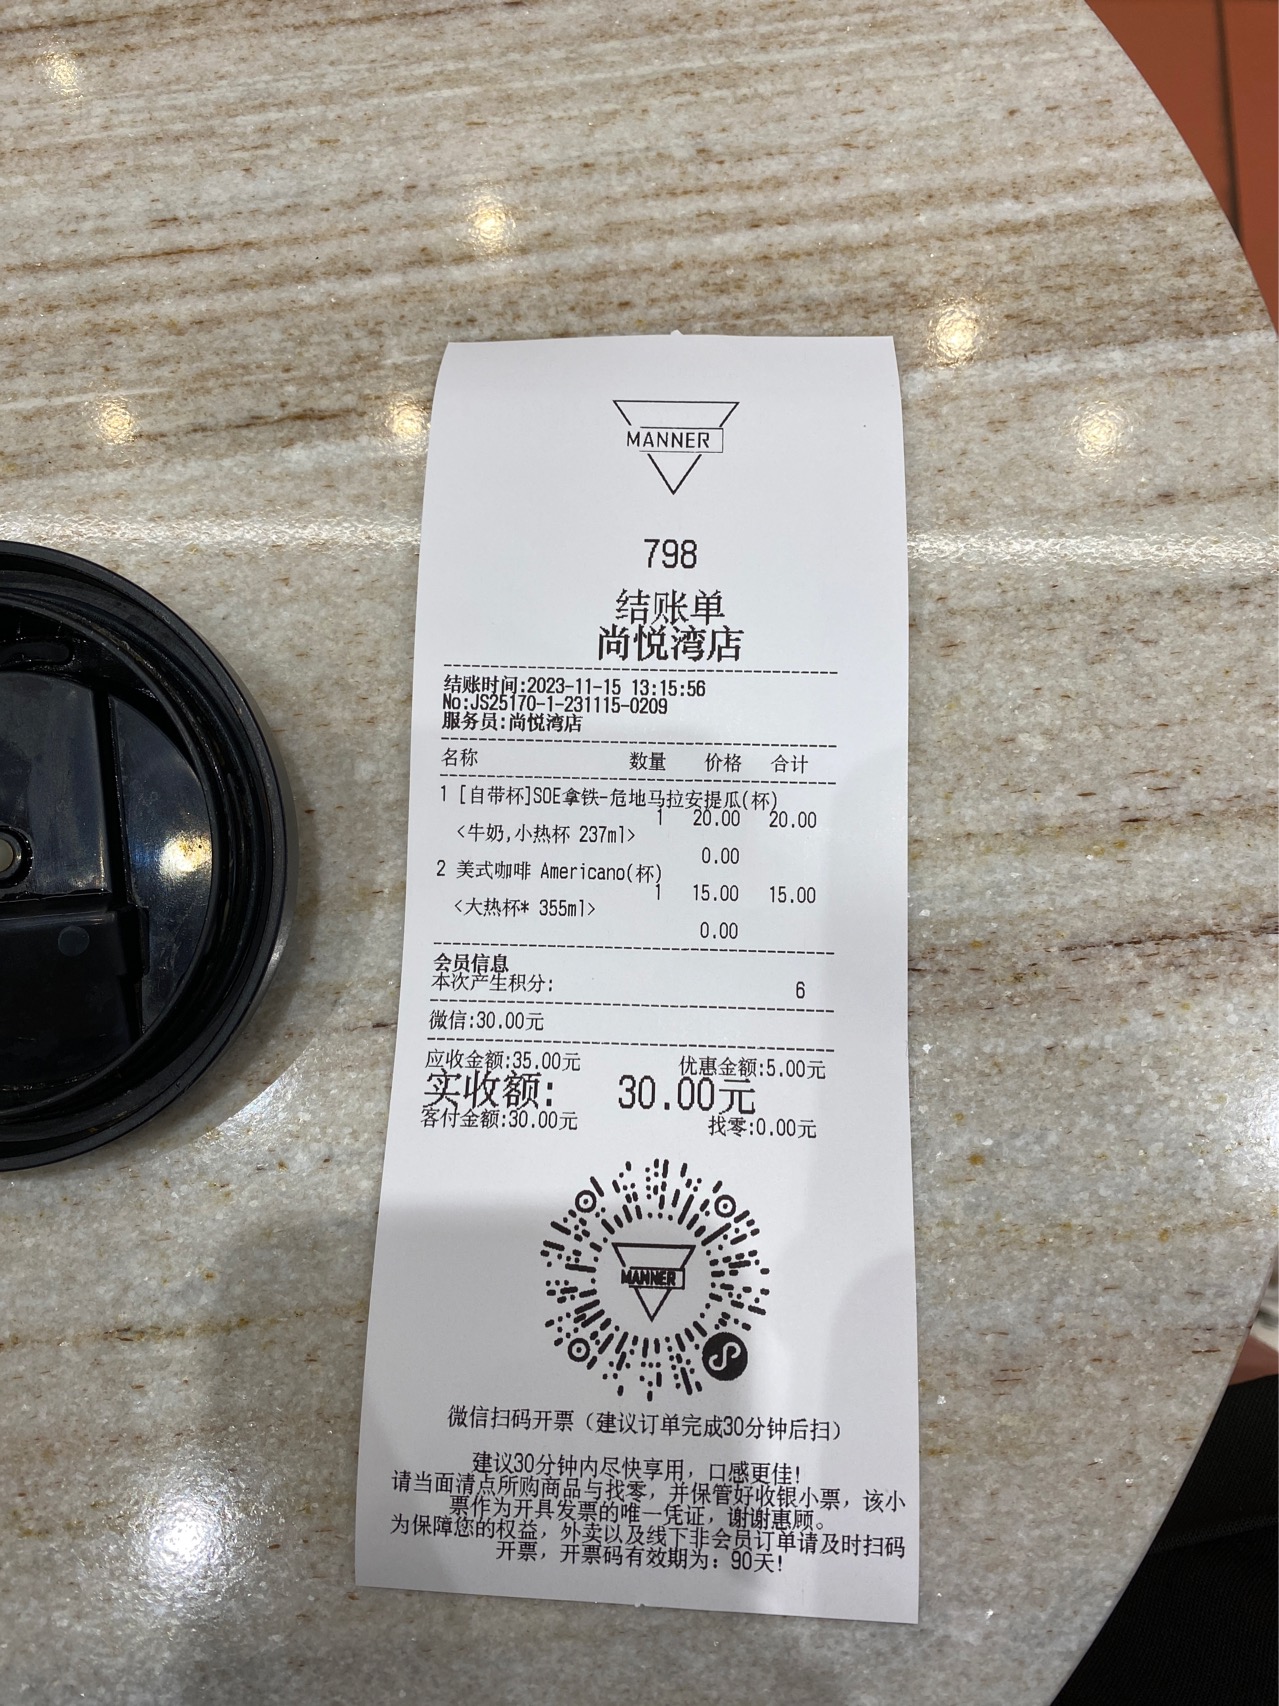 MANNER
798
结账单
尚悦湾店
结账时间:2023-11-15 13:15:56
No:JS25170-1-231115-0209
服务员:尚悦湾店
名称 数量 价格 合计
1 [自带杯]SOE拿铁-危地马拉安提瓜(杯)
1 20.00 20.00
<牛奶,小热杯 237ml>
0.00
2 美式咖啡 Americano(杯)
1 15.00 15.00
<大热杯* 355ml>
0.00
会员信息
本次产生积分: 6
微信:30.00元
应收金额:35.00元 优惠金额:5.00元
实收额: 30.00元
客付金额:30.00元 找零:0.00元
MANNER
微信扫码开票（建议订单完成30分钟后扫）
建议30分钟内尽快享用，口感更佳!
请当面清点所购商品与找零，并保管好收银小票，该小
票作为开具发票的唯一凭证，谢谢惠顾。
为保障您的权益，外卖以及线下非会员订单请及时扫码
开票，开票码有效期为：90天!